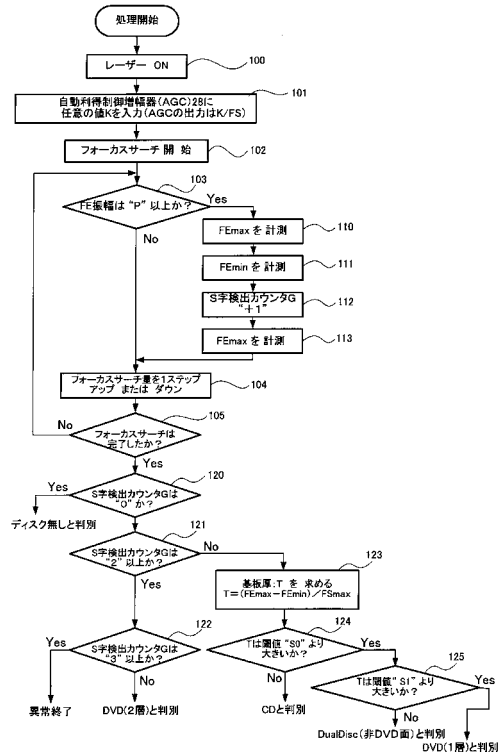 処理開始
レーザー ON
100
自動利得制御増幅器(AGC)28に
任意の値Kを入力(AGCの出力はK/FS)
101
フォーカスサーチ 開始
102
103
FE振幅は "P" 以上か?
Yes
No
FEmax を 計測
110
FEmin を 計測
111
S字検出カウンタG
"+1"
112
FEmax を 計測
113
フォーカスサーチ量を1ステップ
アップ または ダウン
104
105
フォーカスサーチは
完了したか?
No
Yes
120
S字検出カウンタGは
"0" か?
Yes
No
ディスク無しと判別
121
S字検出カウンタGは
"2" 以上か?
No
Yes
123
基板厚:T を 求める
T=(FEmax-FEmin)/FSmax
122
S字検出カウンタGは
"3" 以上か?
Yes
No
異常終了
DVD(2層)と判別
124
Tは閾値 "S0" より
大きいか?
Yes
No
CDと判別
125
Tは閾値 "S1" より
大きいか?
Yes
No
DualDisc(非DVD面)と判別
DVD(1層)と判別